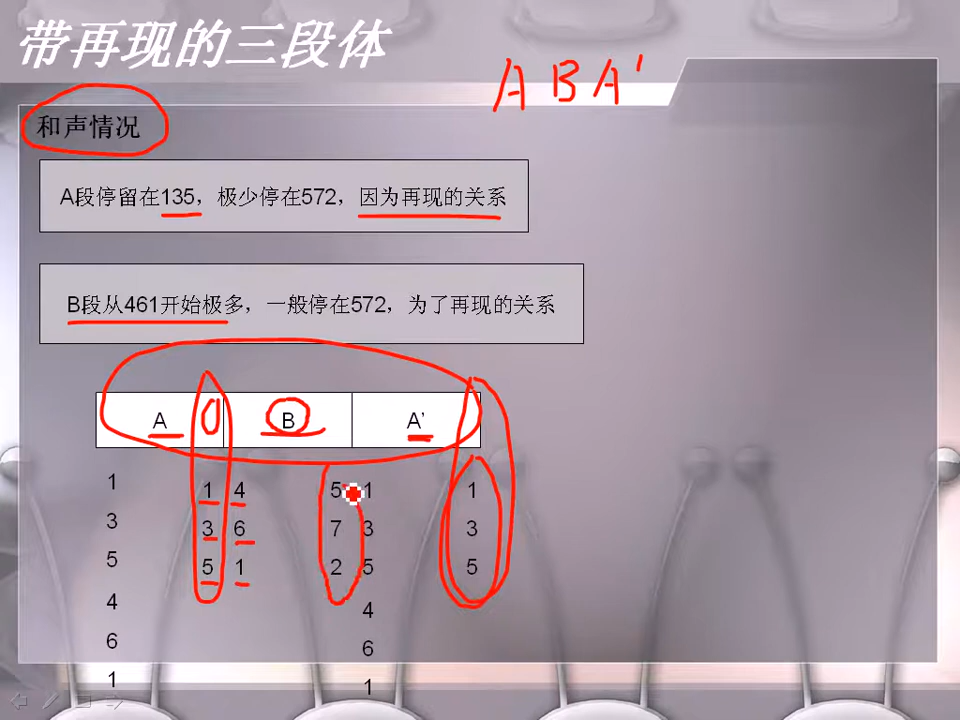 带再现的三段体
A B A'
和声情况
A段停留在135，极少停在572，因为再现的关系
B段从461开始极多，一般停在572，为了再现的关系
A B A'
1 1 4 5 1 1
3 3 6 7 3 3
5 5 1 2 5 5
4 4
6 6
1 1